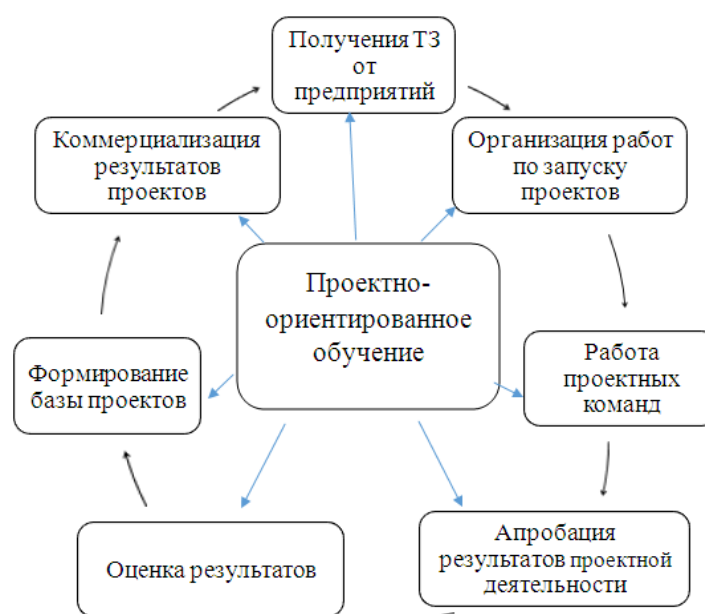 Получения ТЗ
от
предприятий
Организация работ
по запуску
проектов
Работа
проектных
команд
Апробация
результатов проектной
деятельности
Оценка результатов
Формирование
базы проектов
Коммерциализация
результатов
проектов
Проектно-
ориентированное
обучение